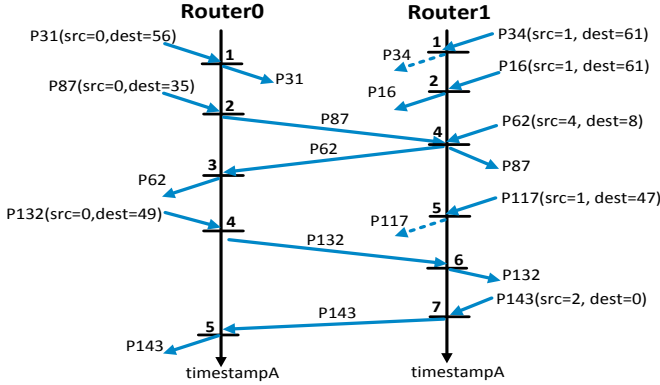 Router0
Router1
P31(src=0,dest=56)
1
P31
P87(src=0,dest=35)
2
P87
P62
3
P62
P132(src=0,dest=49)
4
P132
P143
5
P143
timestampA
1
P34(src=1, dest=61)
P34
2
P16(src=1, dest=61)
P16
4
P62(src=4, dest=8)
P87
5
P117(src=1, dest=47)
P117
6
P132
7
P143(src=2, dest=0)
timestampA